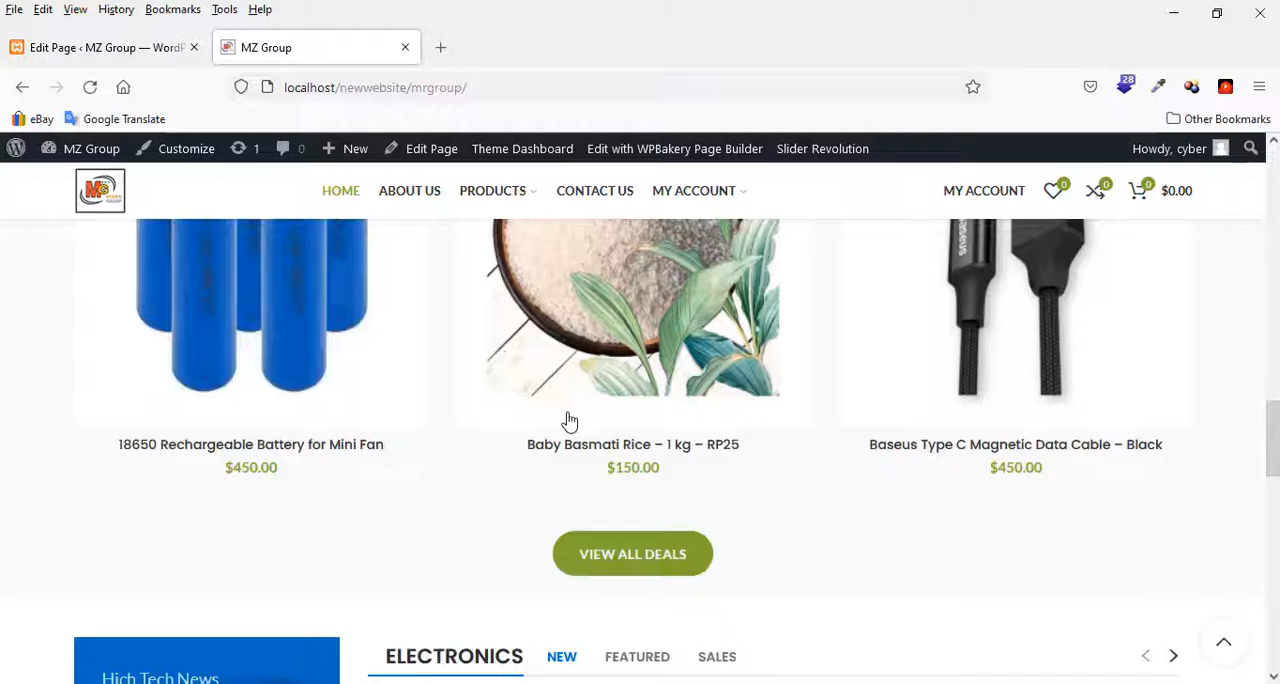 File Edit View History Bookmarks Tools Help
Edit Page ‹ MZ Group — WordP
MZ Group
localhost/newwebsite/mrgroup/
28
eBay Google Translate Other Bookmarks
MZ Group Customize 1 0 New Edit Page Theme Dashboard Edit with WPBakery Page Builder Slider Revolution Howdy, cyber
HOME ABOUT US PRODUCTS CONTACT US MY ACCOUNT MY ACCOUNT 0 0 0 $0.00
Baseus
18650 Rechargeable Battery for Mini Fan
$450.00
Baby Basmati Rice – 1 kg – RP25
$150.00
Baseus Type C Magnetic Data Cable – Black
$450.00
VIEW ALL DEALS
Hich Tech News
ELECTRONICS NEW FEATURED SALES